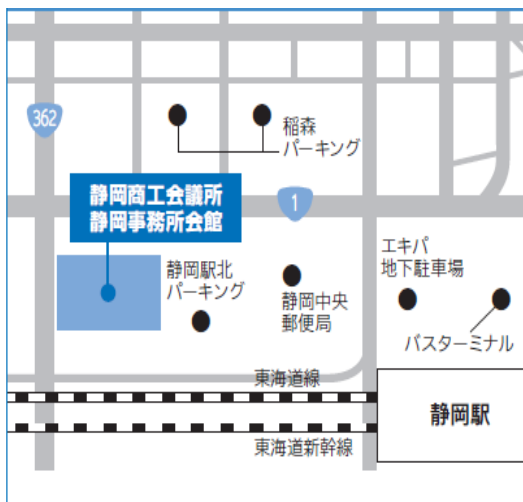 362
稲森
パーキング
静岡商工会議所
静岡事務所会館
1
エキパ
地下駐車場
静岡駅北
パーキング
静岡中央
郵便局
バスターミナル
東海道線
静岡駅
東海道新幹線